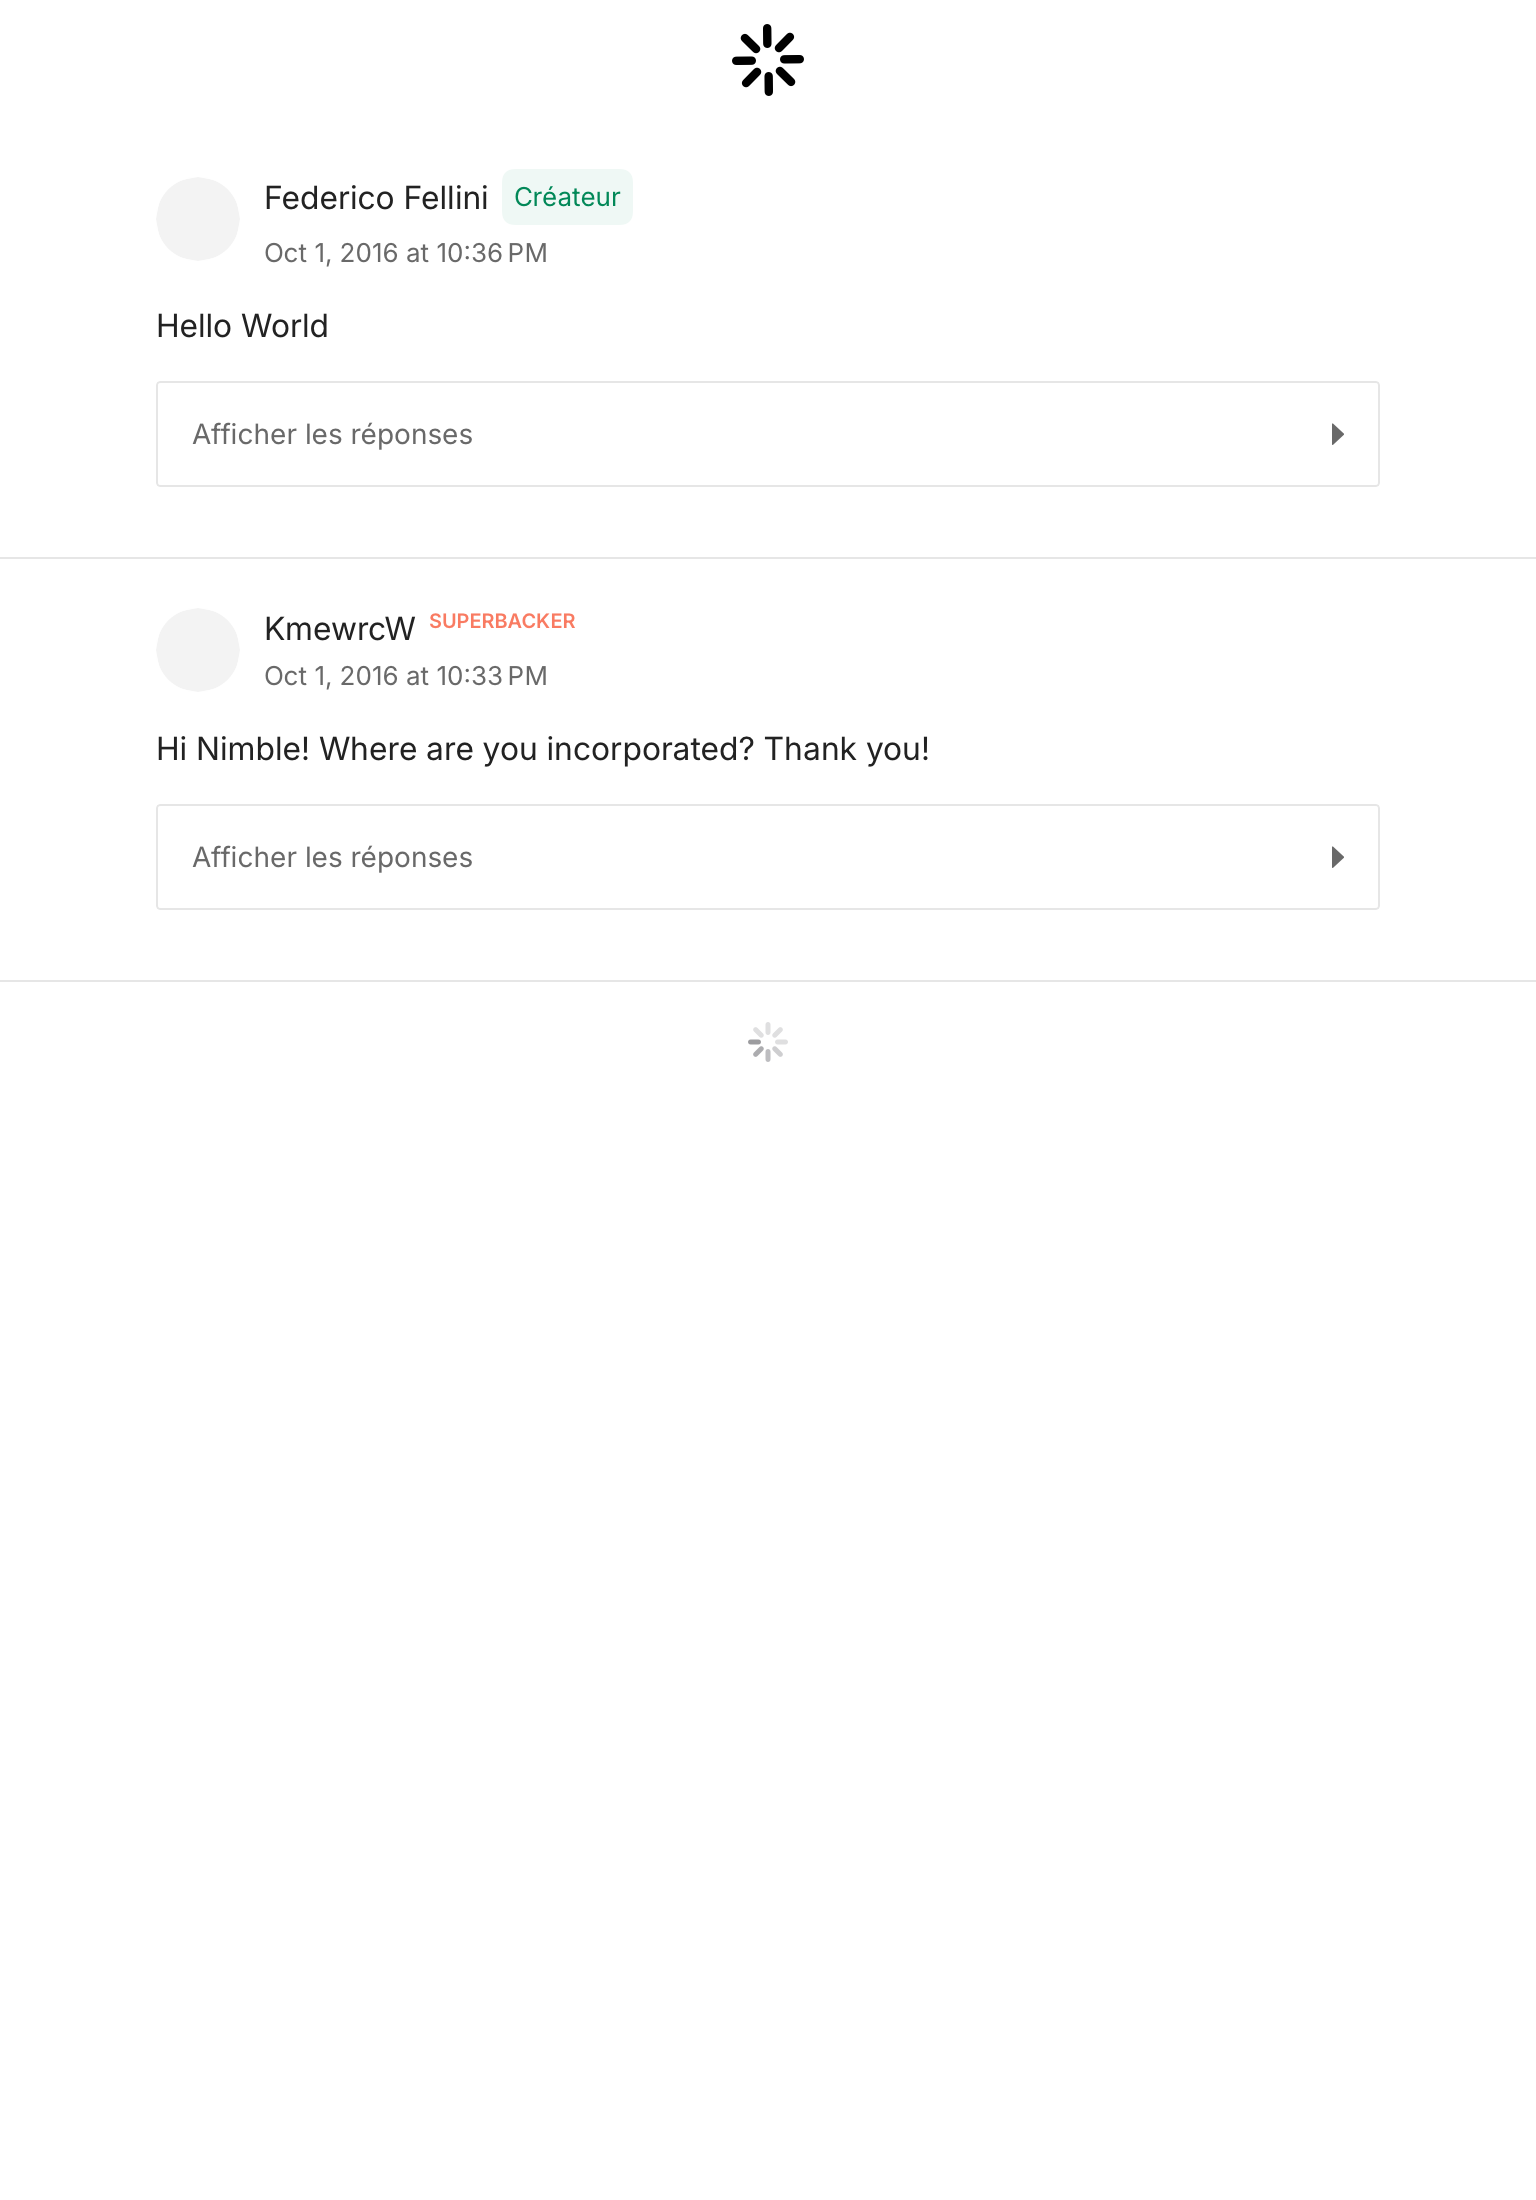 Federico Fellini Créateur
Oct 1, 2016 at 10:36 PM
Hello World
Afficher les réponses
KmewrcW SUPERBACKER
Oct 1, 2016 at 10:33 PM
Hi Nimble! Where are you incorporated? Thank you!
Afficher les réponses